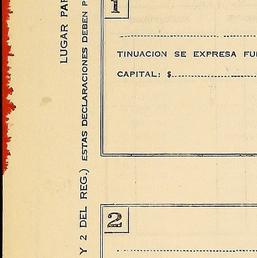 LUGAR PAR
ESTAS DECLARACIONES DEBEN P
Y 2 DEL REG.)
1
TINUACION SE EXPRESA FU
CAPITAL: $
2